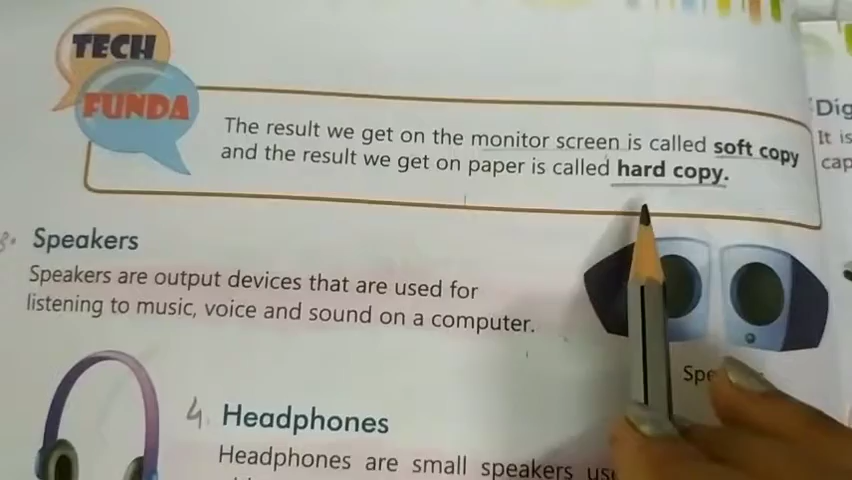 TECH
FUNDA
The result we get on the monitor screen is called soft copy
and the result we get on paper is called hard copy.
3. Speakers
Speakers are output devices that are used for
listening to music, voice and sound on a computer.
4. Headphones
Headphones are small speakers
Dig
It is
cap